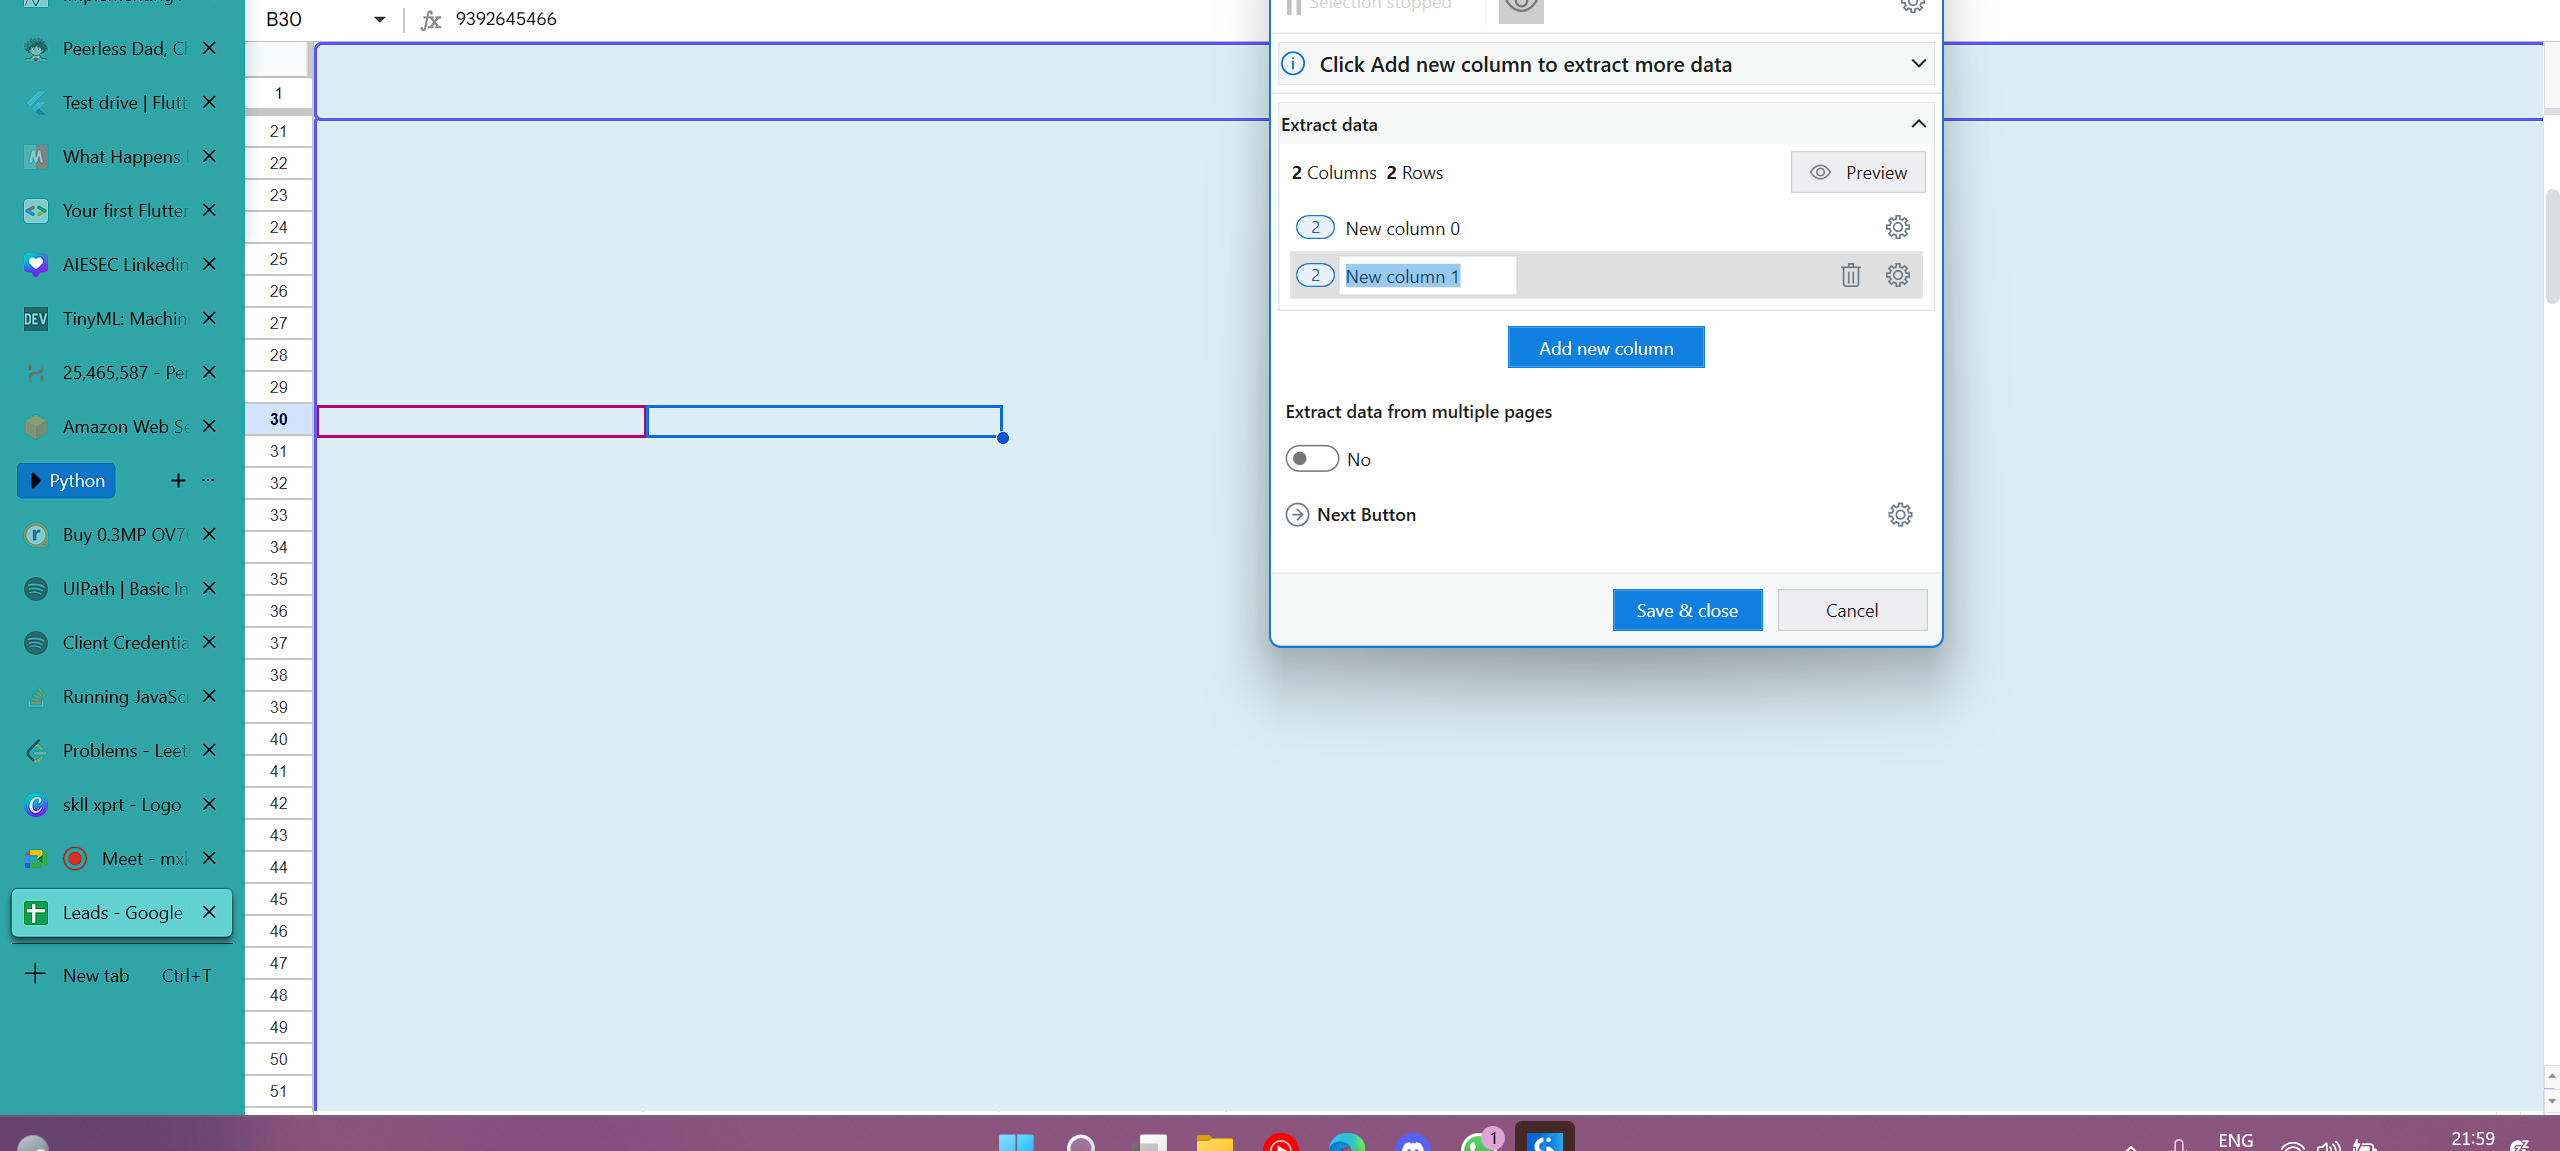 Peerless Dad, Cl
Test drive | Flutt
What Happens
Your first Flutter
AIESEC Linkedin
DEV TinyML: Machin
25,465,587 - Per
Amazon Web Se
Python
Buy 0.3MP OV7
UIPath | Basic In
Client Credentia
Running JavaSc
Problems - Leet
skll xprt - Logo
Meet - mxk
Leads - Google
New tab Ctrl+T
B30 fx 9392645466
1
21
22
23
24
25
26
27
28
29
30
31
32
33
34
35
36
37
38
39
40
41
42
43
44
45
46
47
48
49
50
51
Selection stopped
Click Add new column to extract more data
Extract data
2 Columns 2 Rows
Preview
2 New column 0
2 New column 1
Add new column
Extract data from multiple pages
No
Next Button
Save & close
Cancel
1
ENG
21:59